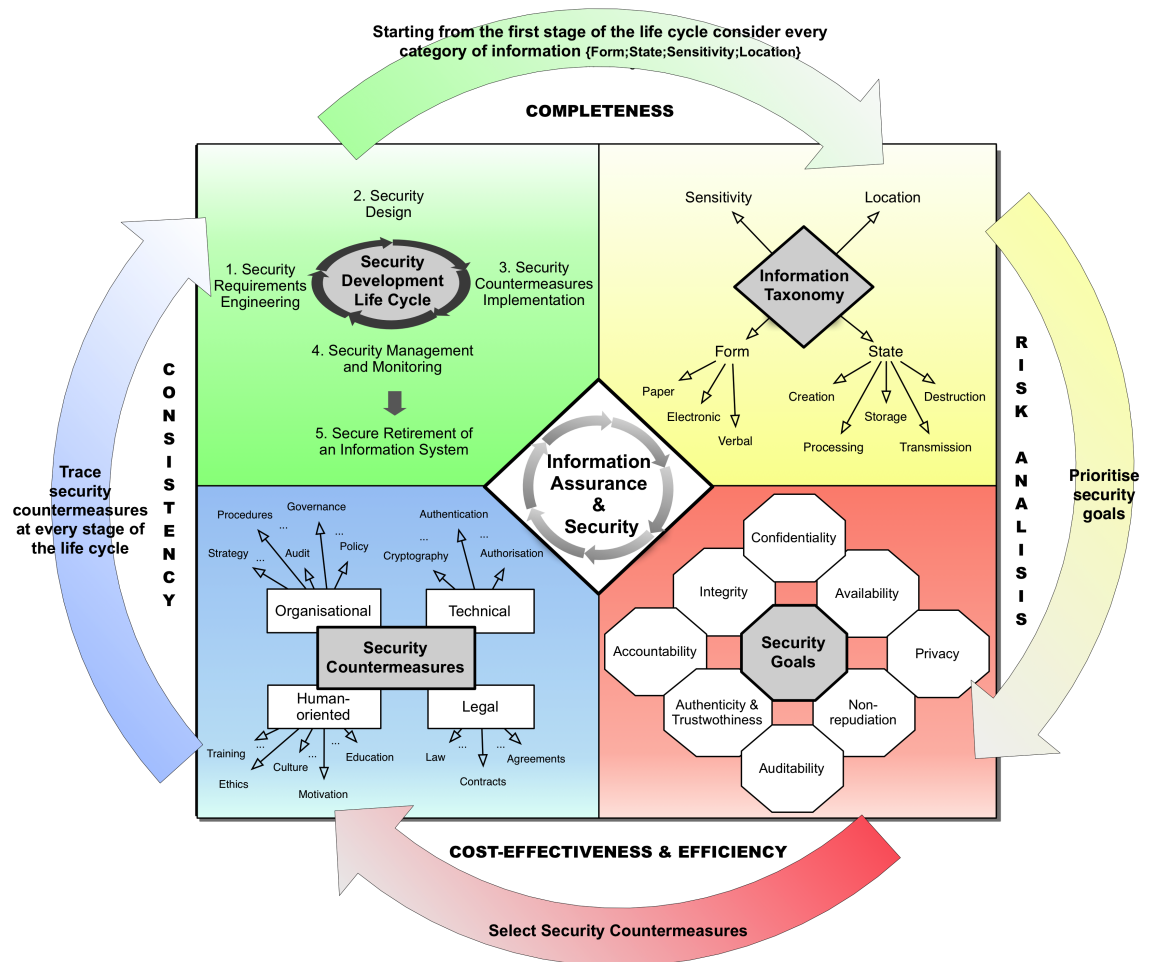 Starting from the first stage of the life cycle consider every
category of information {Form;State;Sensitivity;Location}
COMPLETENESS
2. Security
Design
1. Security
Requirements
Engineering
Security
Development
Life Cycle
3. Security
Countermeasures
Implementation
4. Security Management
and Monitoring
5. Secure Retirement of
an Information System
Sensitivity
Location
Information
Taxonomy
Form
State
Paper
Electronic
Verbal
Creation
Processing
Storage
Transmission
Destruction
RISK ANALISIS
Prioritise
security
goals
Information
Assurance
&
Security
CONSISTENCY
Trace
security
countermeasures
at every stage of
the life cycle
Procedures
...
Governance
...
Strategy
...
Audit
Policy
Organisational
Authentication
...
...
Cryptography
Authorisation
Technical
Security
Countermeasures
Human-
oriented
Training
...
Ethics
Culture
...
Motivation
Education
Legal
Law
...
Contracts
...
Agreements
Confidentiality
Integrity
Availability
Accountability
Security
Goals
Privacy
Authenticity &
Trustwothiness
Non-
repudiation
Auditability
COST-EFFECTIVENESS & EFFICIENCY
Select Security Countermeasures